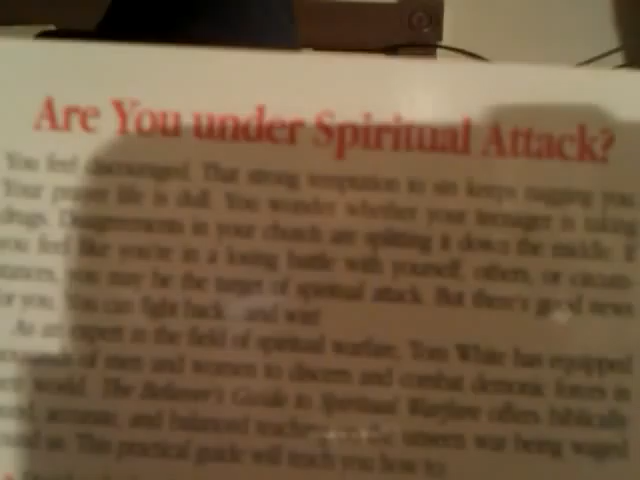 Are You under Spiritual Attack?
You feel discouraged. That strong temptation to sin keeps nagging you.
Your prayer life is dull. You wonder whether your teenager is taking
drugs. Disagreements in your church are splitting it down the middle. If
you feel like you're in a losing battle with yourself, others, or circum-
stances, you may be the target of spiritual attack. But there's good news
for you. You can fight back and win!
As an expert in the field of spiritual warfare, Tom White has equipped
thousands of men and women to discern and combat demonic forces in
world. The Believer's Guide to Spiritual Warfare offers biblically
accurate, and balanced unseen war being waged
This practical guide will teach you how to